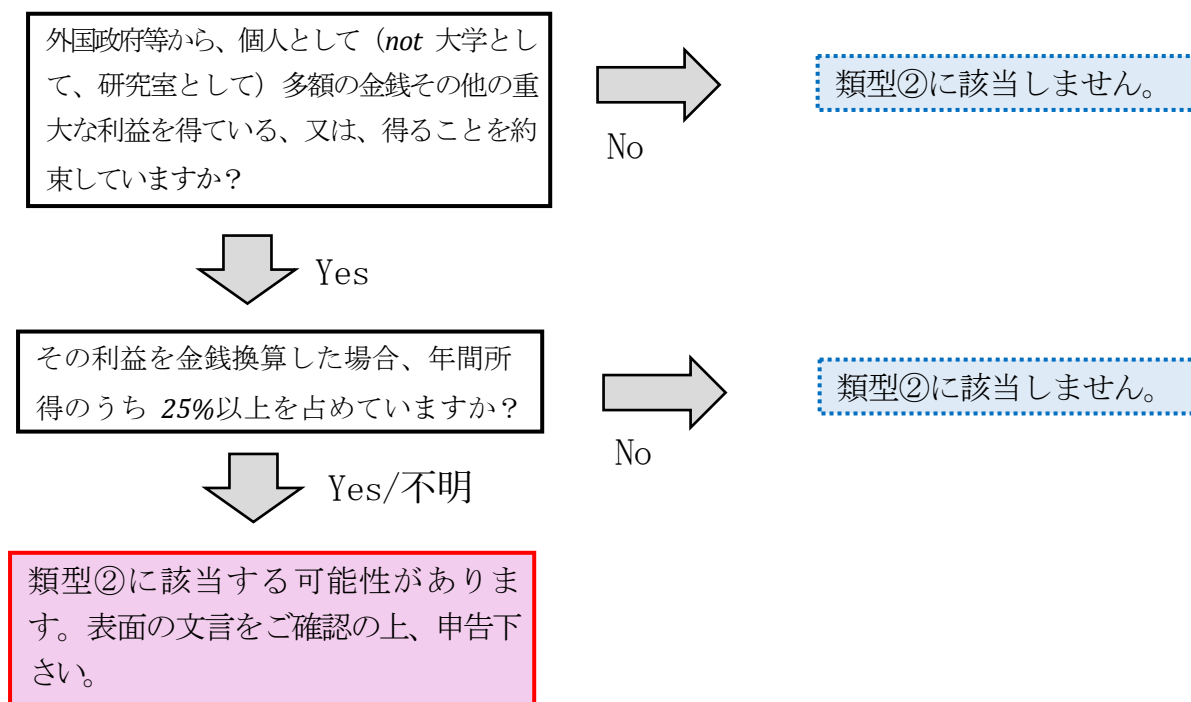 外国政府等から、個人として（not 大学とし
て、研究室として）多額の金銭その他の重
大な利益を得ている、又は、得ることを約
束していますか？
No
類型②に該当しません。
Yes
その利益を金銭換算した場合、年間所
得のうち 25%以上を占めていますか？
No
類型②に該当しません。
Yes/不明
類型②に該当する可能性がありま
す。表面の文言をご確認の上、申告下
さい。